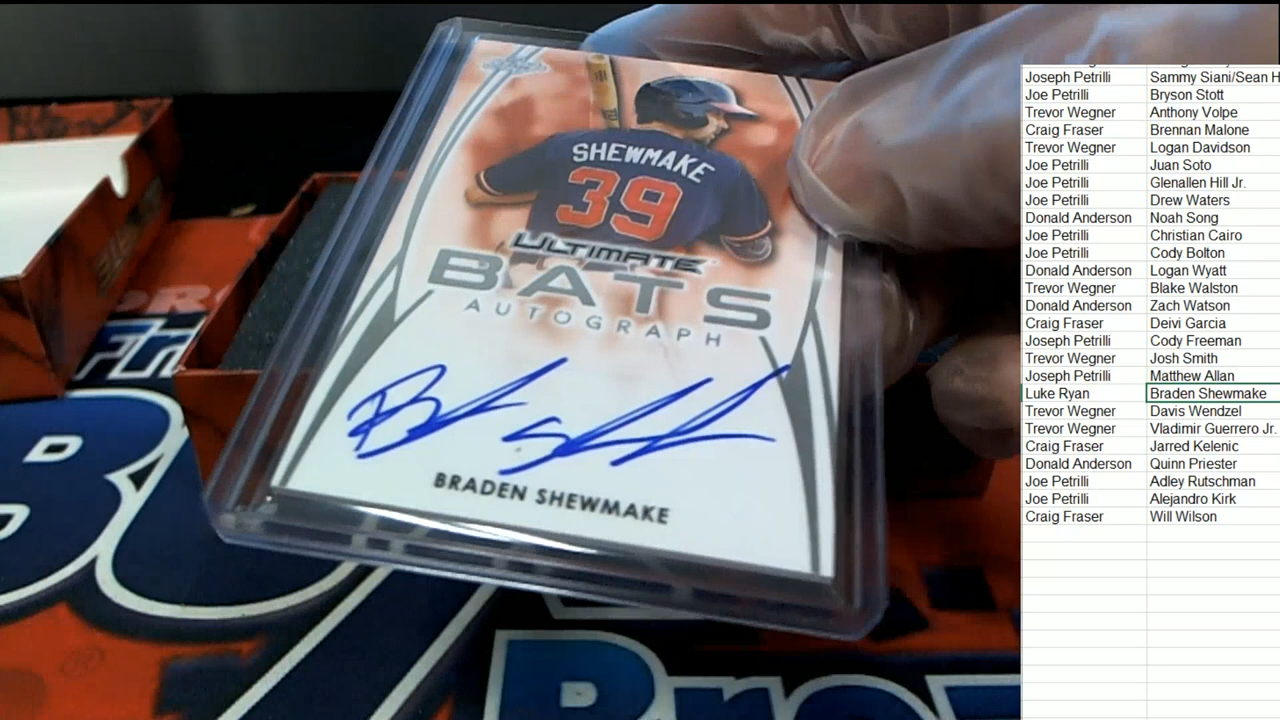 SHEWMAKE
39
ULTIMATE
BATS
AUTOGRAPH
BRADEN SHEWMAKE
Joseph Petrilli Sammy Siani/Sean H
Joe Petrilli Bryson Stott
Trevor Wegner Anthony Volpe
Craig Fraser Brennan Malone
Trevor Wegner Logan Davidson
Joe Petrilli Juan Soto
Joe Petrilli Glenallen Hill Jr.
Joe Petrilli Drew Waters
Donald Anderson Noah Song
Joe Petrilli Christian Cairo
Joe Petrilli Cody Bolton
Donald Anderson Logan Wyatt
Trevor Wegner Blake Walston
Donald Anderson Zach Watson
Craig Fraser Deivi Garcia
Joseph Petrilli Cody Freeman
Trevor Wegner Josh Smith
Joseph Petrilli Matthew Allan
Luke Ryan Braden Shewmake
Trevor Wegner Davis Wendzel
Trevor Wegner Vladimir Guerrero Jr.
Craig Fraser Jarred Kelenic
Donald Anderson Quinn Priester
Joe Petrilli Adley Rutschman
Joe Petrilli Alejandro Kirk
Craig Fraser Will Wilson